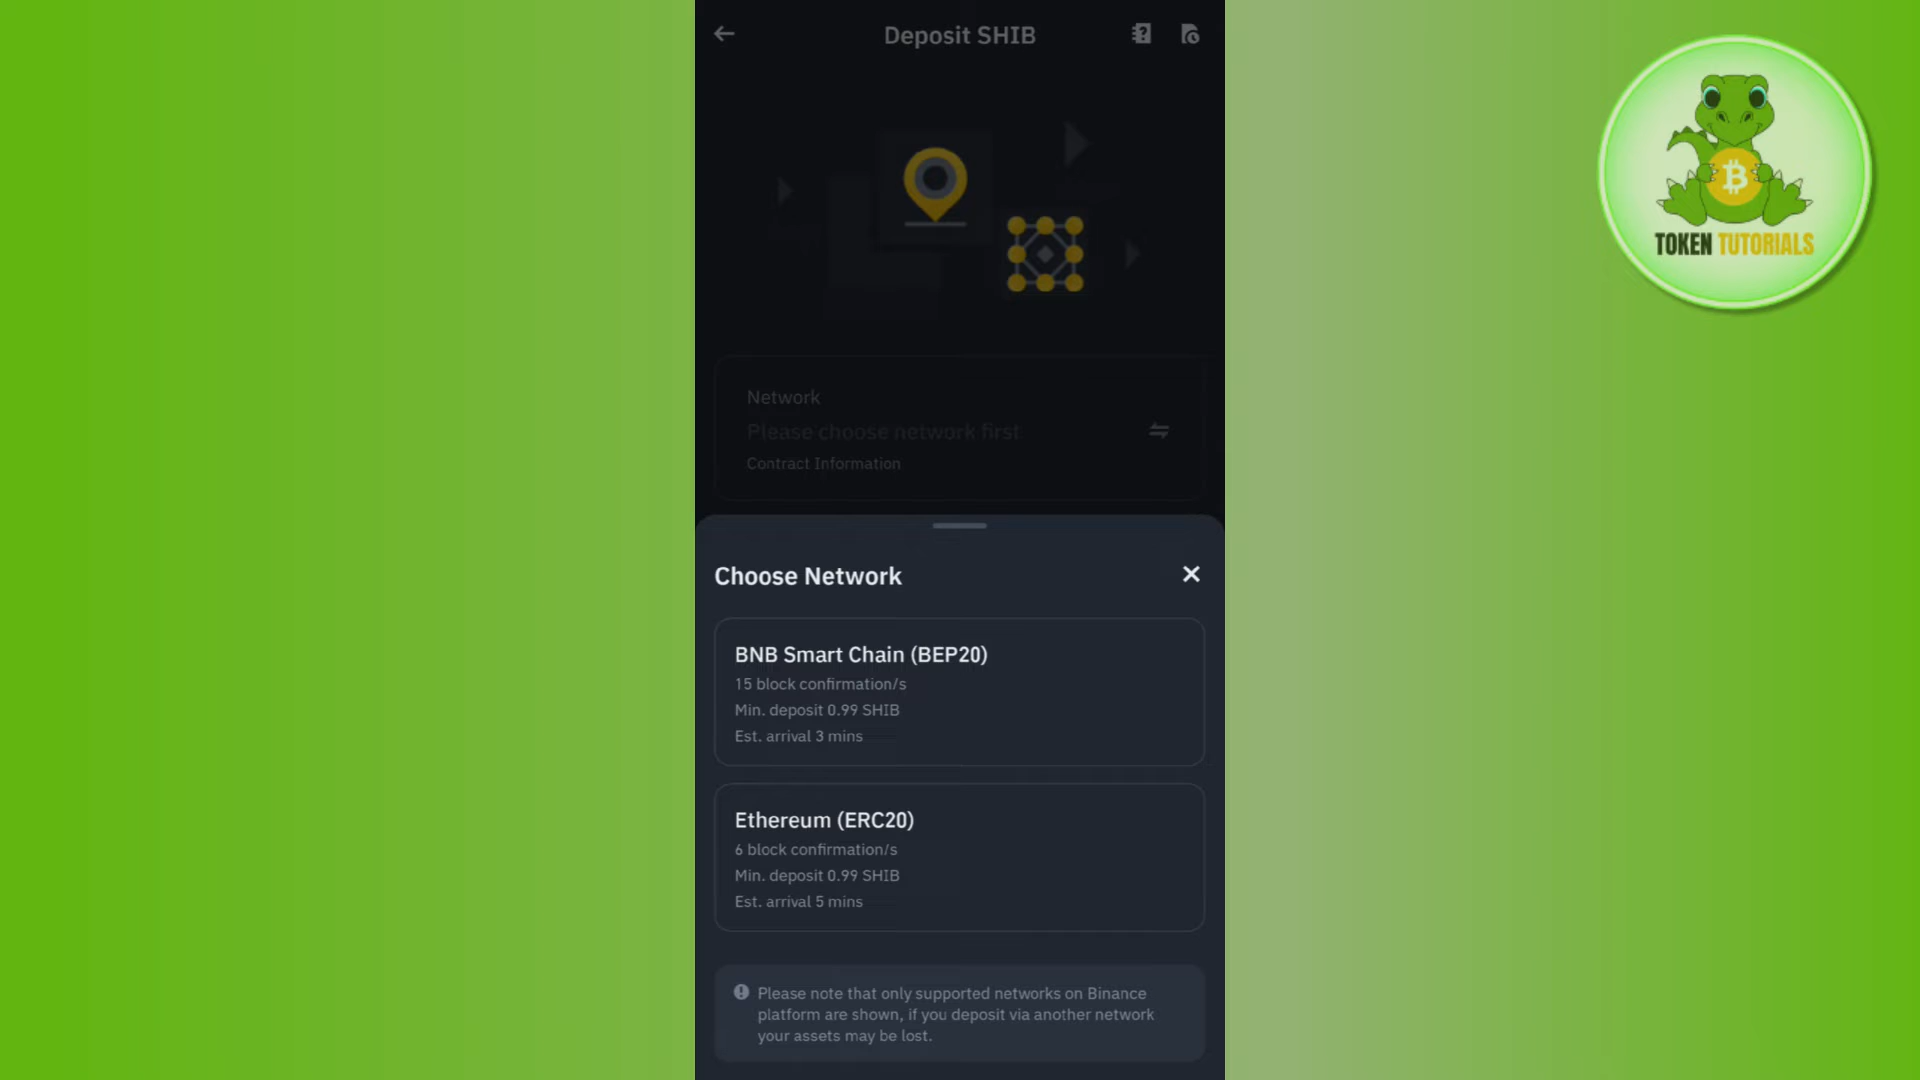 Deposit SHIB
TOKEN TUTORIALS
Network
Please choose network first
Contract Information
Choose Network
BNB Smart Chain (BEP20)
15 block confirmation/s
Min. deposit 0.99 SHIB
Est. arrival 3 mins
Ethereum (ERC20)
6 block confirmation/s
Min. deposit 0.99 SHIB
Est. arrival 5 mins
Please note that only supported networks on Binance
platform are shown, if you deposit via another network
your assets may be lost.